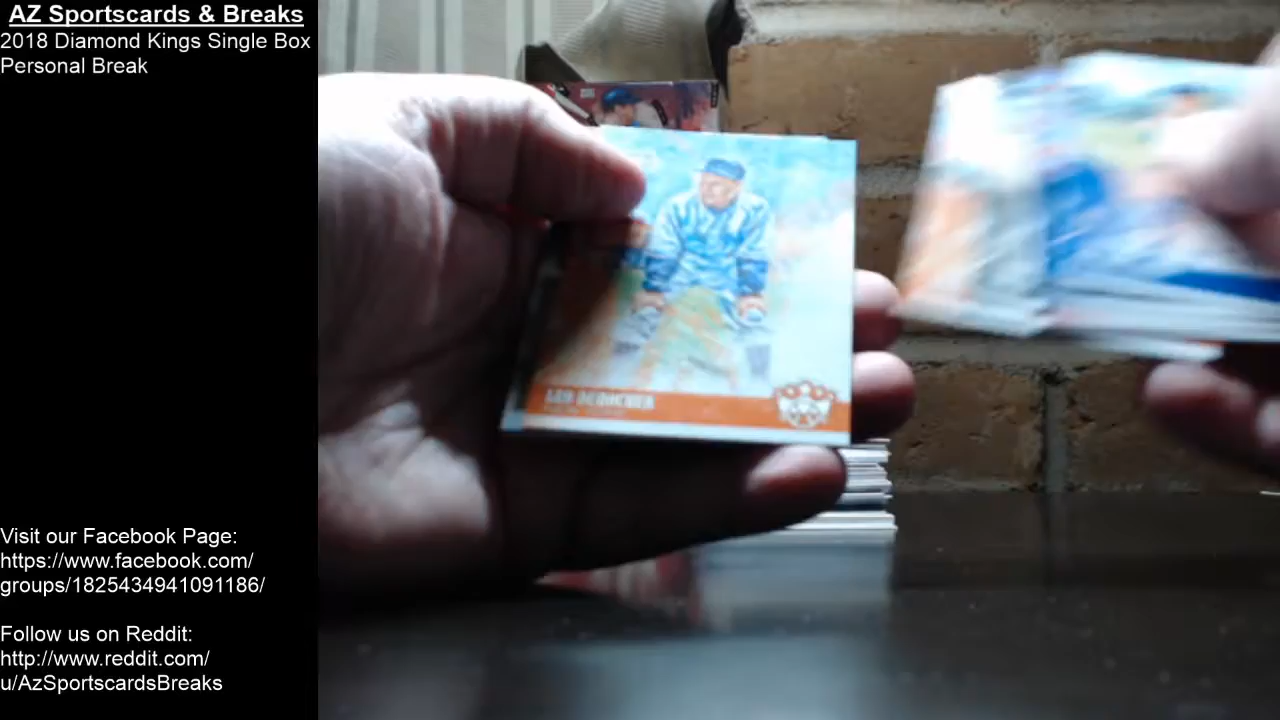 AZ Sportscards & Breaks
2018 Diamond Kings Single Box
Personal Break
Visit our Facebook Page:
https://www.facebook.com/
groups/1825434941091186/
Follow us on Reddit:
http://www.reddit.com/
u/AzSportscardsBreaks